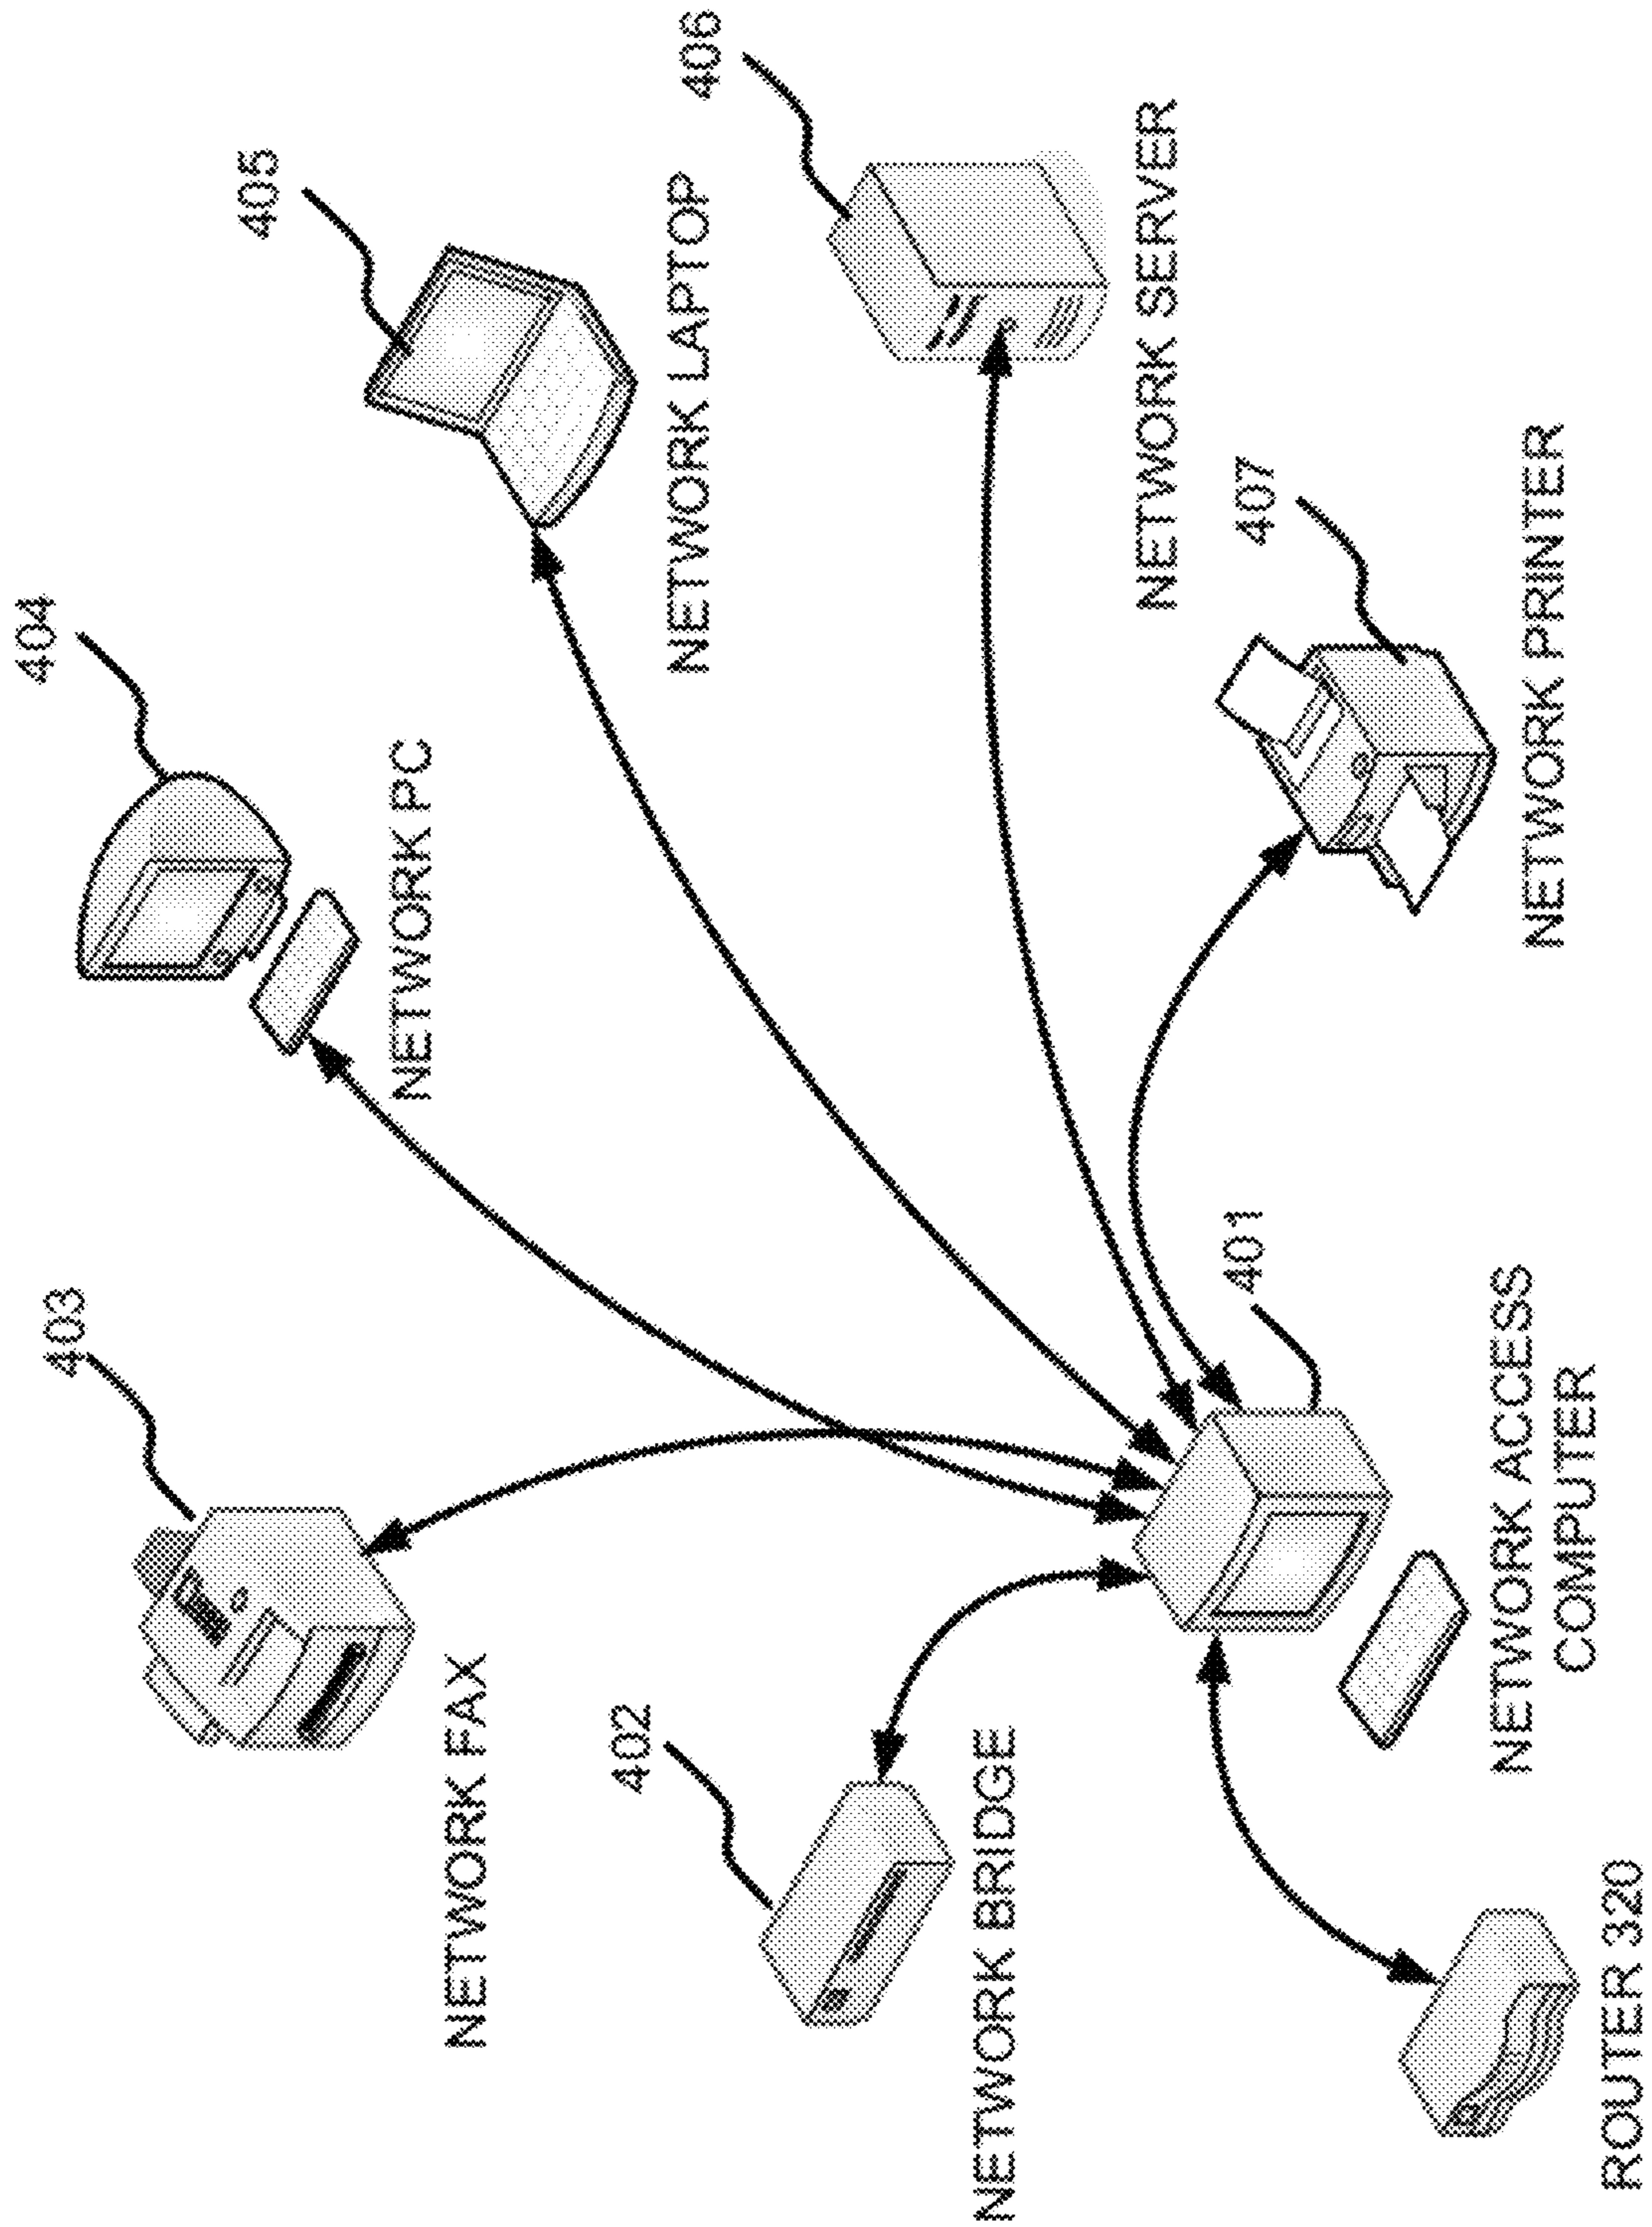 403
NETWORK FAX
404
NETWORK PC
405
NETWORK LAPTOP
402
NETWORK BRIDGE
406
NETWORK SERVER
401
NETWORK ACCESS
COMPUTER
407
NETWORK PRINTER
ROUTER 320